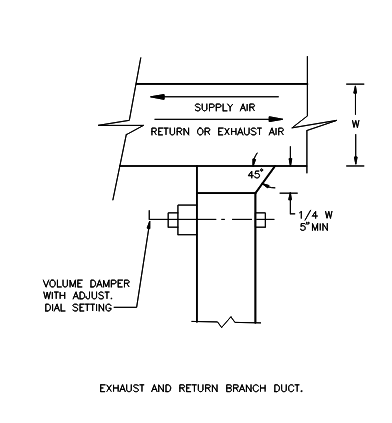 SUPPLY AIR
RETURN OR EXHAUST AIR
W
45°
1/4 W
5"MIN
VOLUME DAMPER
WITH ADJUST.
DIAL SETTING
EXHAUST AND RETURN BRANCH DUCT.